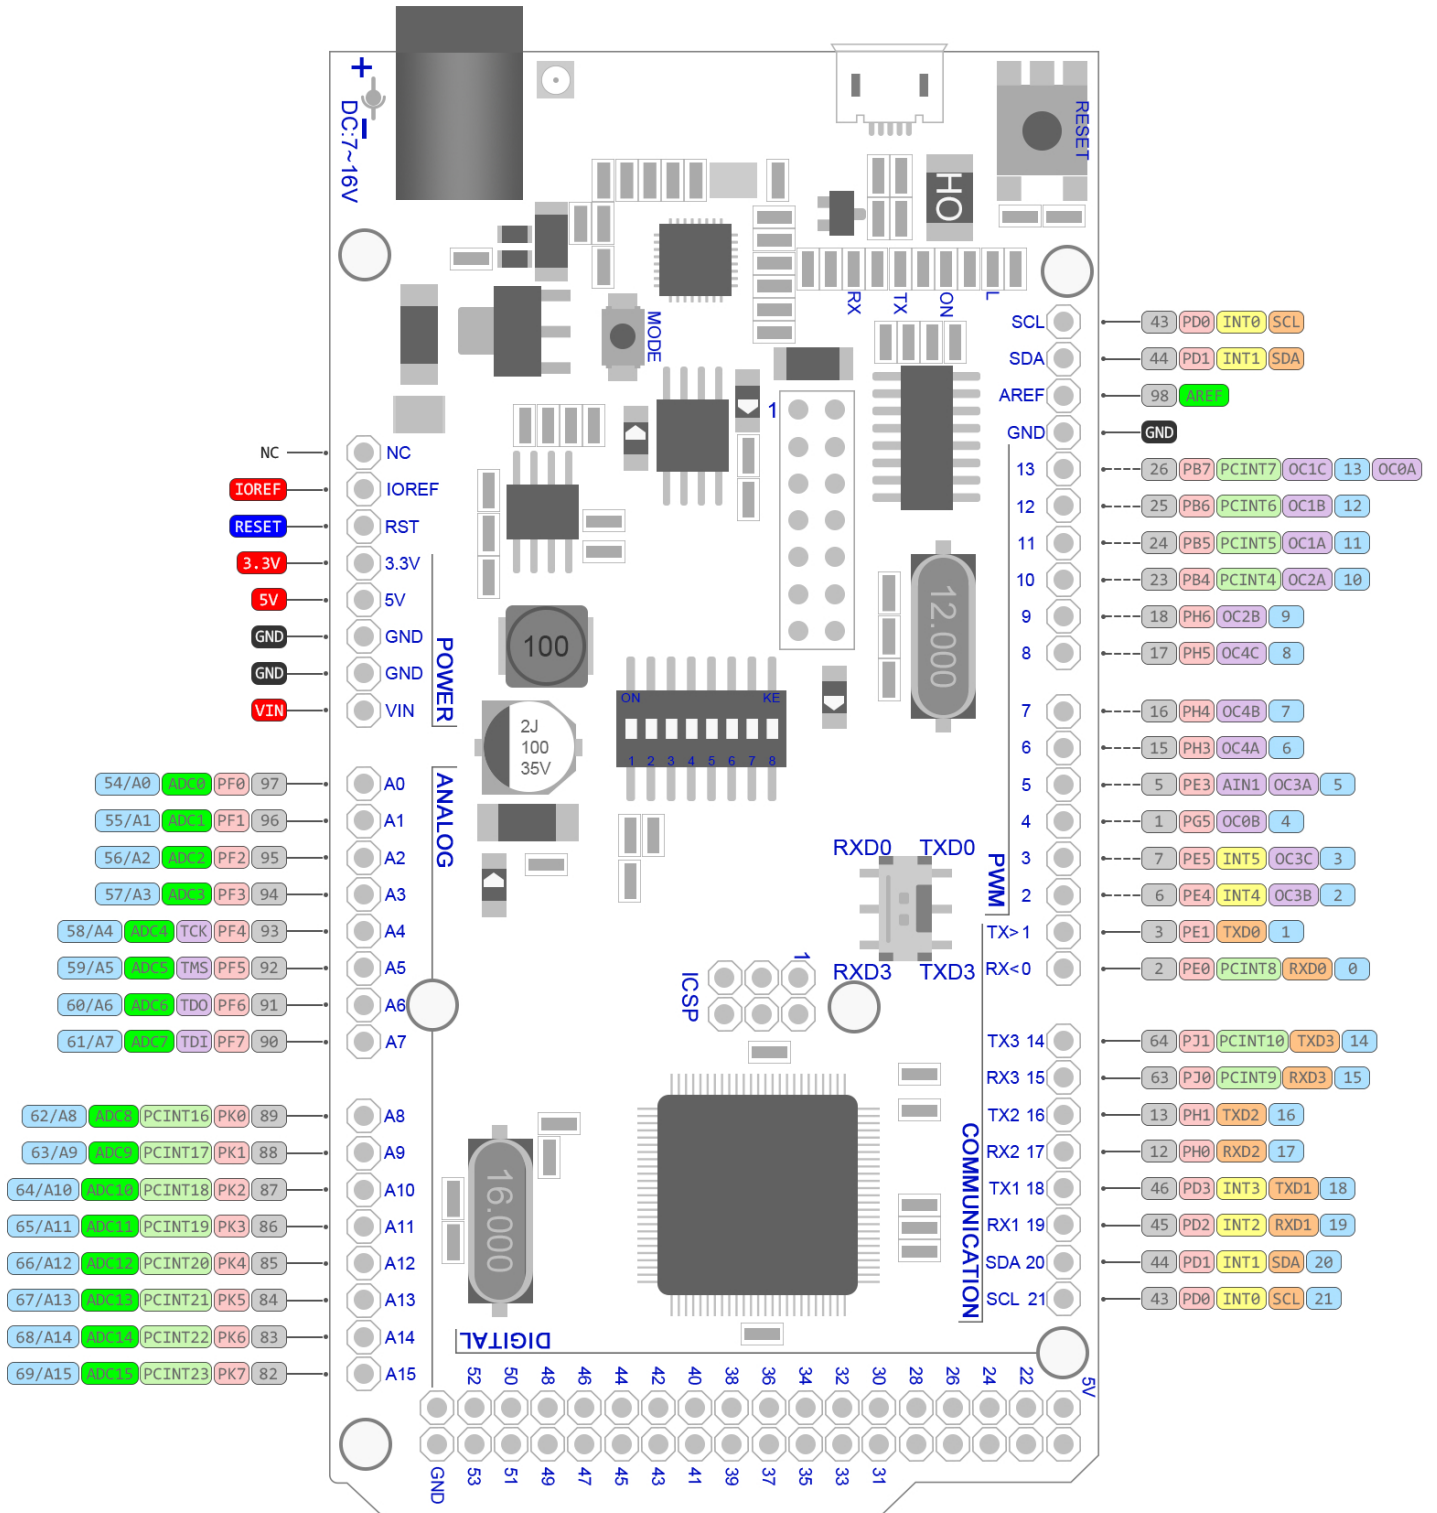 +
DC:7~16V
RESET
HO
RX
TX
ON
L
MODE
1
NC NC
IOREF IOREF
RESET RST
3.3V 3.3V
5V 5V
GND GND
GND GND
VIN VIN
POWER
54/A0 ADC0 PF0 97 A0
55/A1 ADC1 PF1 96 A1
56/A2 ADC2 PF2 95 A2
57/A3 ADC3 PF3 94 A3
58/A4 ADC4 TCK PF4 93 A4
59/A5 ADC5 TMS PF5 92 A5
60/A6 ADC6 TDO PF6 91 A6
61/A7 ADC7 TDI PF7 90 A7
62/A8 ADC8 PCINT16 PK0 89 A8
63/A9 ADC9 PCINT17 PK1 88 A9
64/A10 ADC10 PCINT18 PK2 87 A10
65/A11 ADC11 PCINT19 PK3 86 A11
66/A12 ADC12 PCINT20 PK4 85 A12
67/A13 ADC13 PCINT21 PK5 84 A13
68/A14 ADC14 PCINT22 PK6 83 A14
69/A15 ADC15 PCINT23 PK7 82 A15
ANALOG
100
2J
100
35V
ON KE
1 2 3 4 5 6 7 8
12.000
RXD0 TXD0
RXD3 TXD3
ICSP
1
16.000
SCL 43 PD0 INT0 SCL
SDA 44 PD1 INT1 SDA
AREF 98 AREF
GND GND
13 26 PB7 PCINT7 OC1C 13 OC0A
12 25 PB6 PCINT6 OC1B 12
11 24 PB5 PCINT5 OC1A 11
10 23 PB4 PCINT4 OC2A 10
9 18 PH6 OC2B 9
8 17 PH5 OC4C 8
7 16 PH4 OC4B 7
6 15 PH3 OC4A 6
5 5 PE3 AIN1 OC3A 5
4 1 PG5 OC0B 4
3 7 PE5 INT5 OC3C 3
2 6 PE4 INT4 OC3B 2
PWM
TX>1 3 PE1 TXD0 1
RX<0 2 PE0 PCINT8 RXD0 0
TX3 14 64 PJ1 PCINT10 TXD3 14
RX3 15 63 PJ0 PCINT9 RXD3 15
TX2 16 13 PH1 TXD2 16
RX2 17 12 PH0 RXD2 17
TX1 18 46 PD3 INT3 TXD1 18
RX1 19 45 PD2 INT2 RXD1 19
SDA 20 44 PD1 INT1 SDA 20
SCL 21 43 PD0 INT0 SCL 21
COMMUNICATION
DIGITAL
52 50 48 46 44 42 40 38 36 34 32 30 28 26 24 22 5V
GND 53 51 49 47 45 43 41 39 37 35 33 31